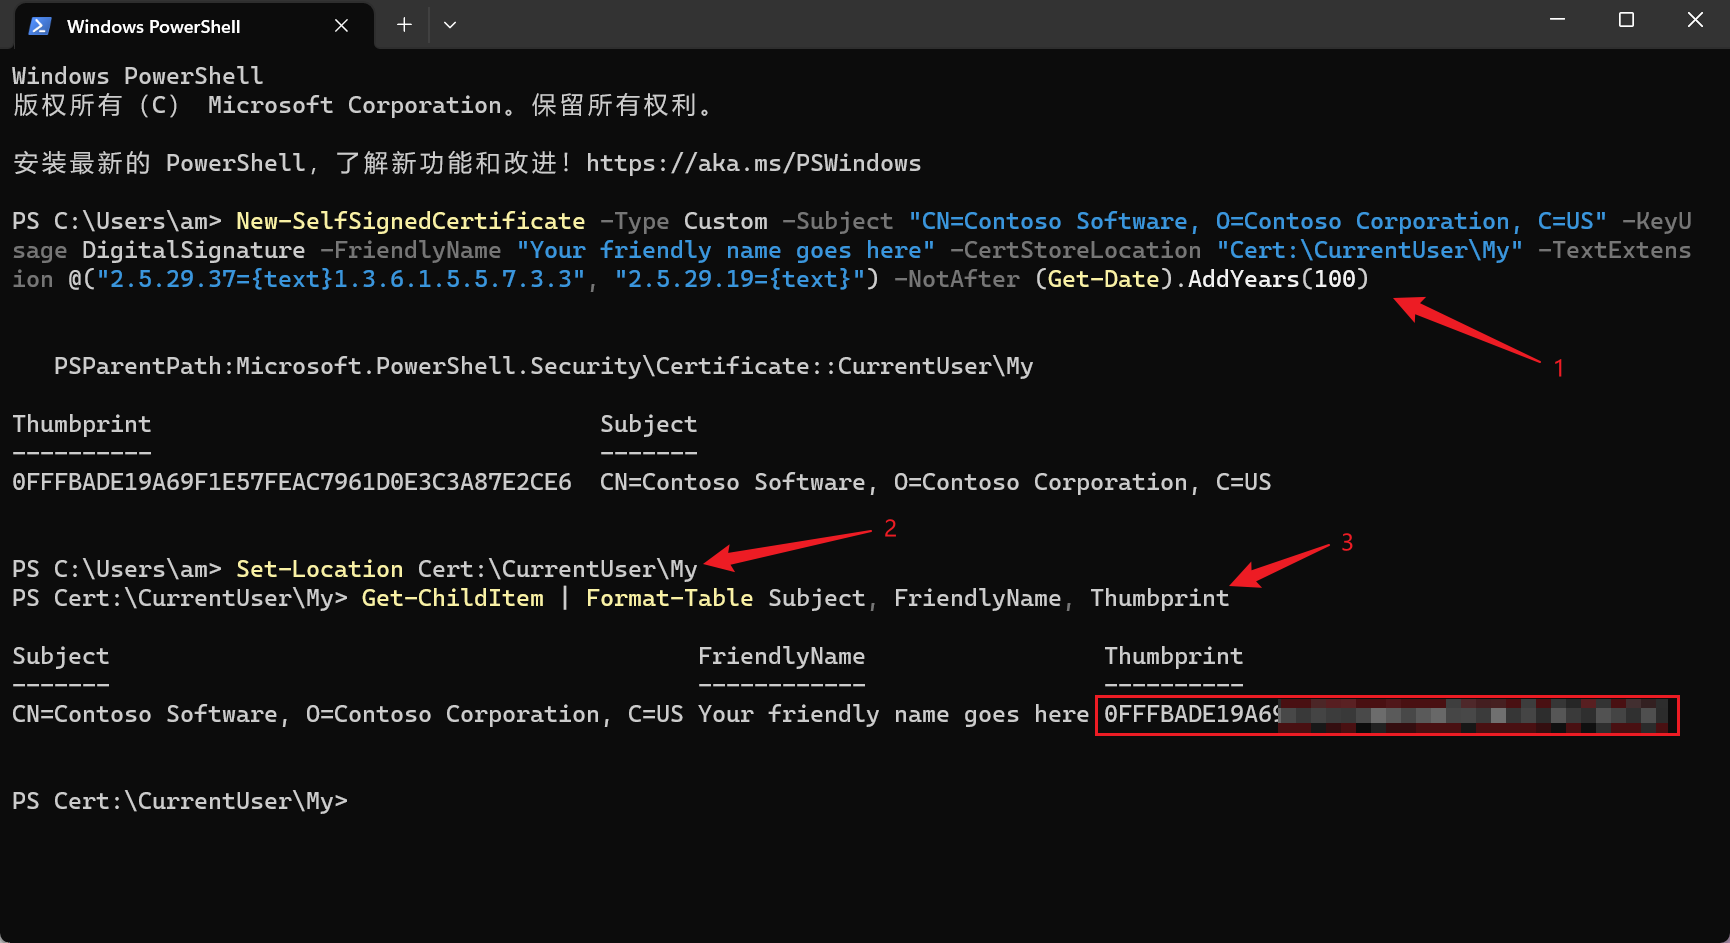 Windows PowerShell
Windows PowerShell
版权所有 (C) Microsoft Corporation。保留所有权利。
安装最新的 PowerShell，了解新功能和改进！https://aka.ms/PSWindows
PS C:\Users\am> New-SelfSignedCertificate -Type Custom -Subject "CN=Contoso Software, O=Contoso Corporation, C=US" -KeyU
sage DigitalSignature -FriendlyName "Your friendly name goes here" -CertStoreLocation "Cert:\CurrentUser\My" -TextExtens
ion @("2.5.29.37={text}1.3.6.1.5.5.7.3.3", "2.5.29.19={text}") -NotAfter (Get-Date).AddYears(100)
1
PSParentPath:Microsoft.PowerShell.Security\Certificate::CurrentUser\My
Thumbprint Subject
---------- -------
0FFFBADE19A69F1E57FEAC7961D0E3C3A87E2CE6 CN=Contoso Software, O=Contoso Corporation, C=US
2
3
PS C:\Users\am> Set-Location Cert:\CurrentUser\My
PS Cert:\CurrentUser\My> Get-ChildItem | Format-Table Subject, FriendlyName, Thumbprint
Subject FriendlyName Thumbprint
------- ------------ ----------
CN=Contoso Software, O=Contoso Corporation, C=US Your friendly name goes here 0FFFBADE19A69
PS Cert:\CurrentUser\My>